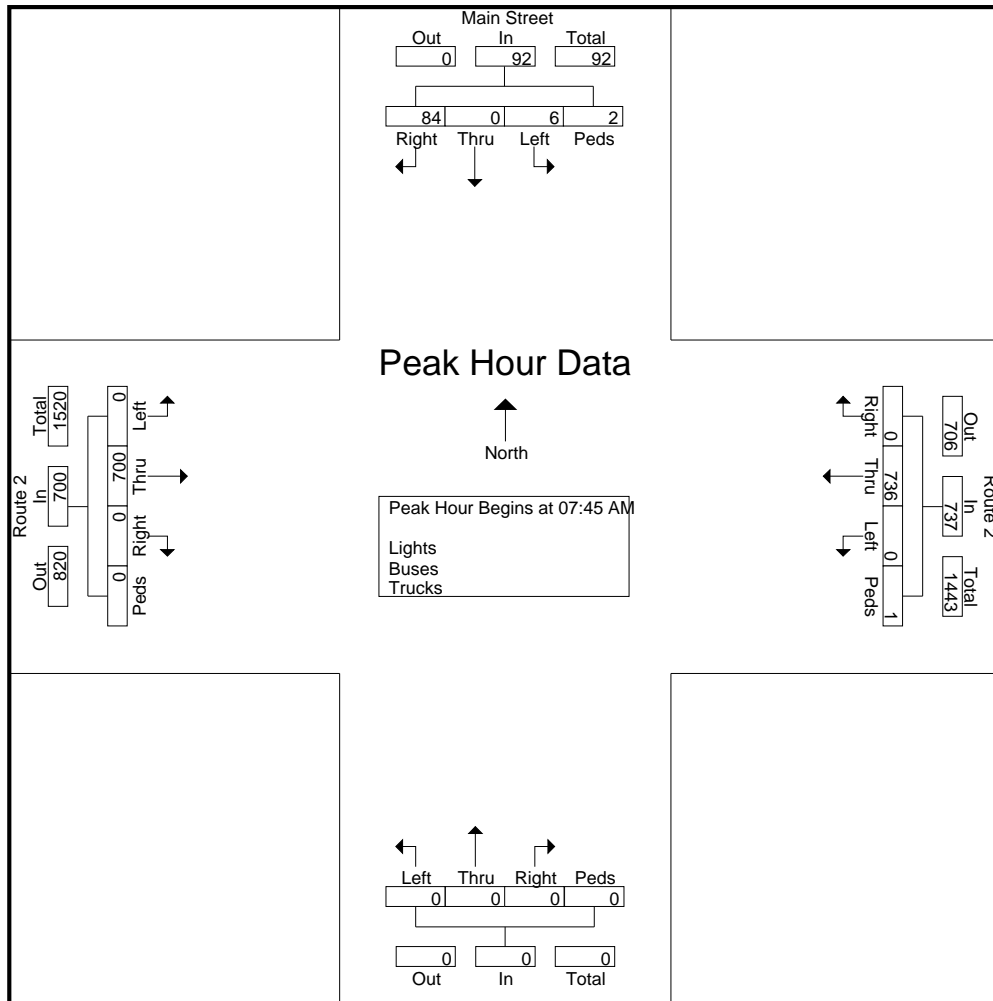 Main Street
Out In Total
0 92 92
84 0 6 2
Right Thru Left Peds
Peak Hour Data
North
Peak Hour Begins at 07:45 AM
Lights
Buses
Trucks
Route 2
Total In Out
1520 700 820
0 700 0 0
Left Thru Right Peds
Right Thru Left Peds
0 736 0 1
706 737 1443
Out In Total
Route 2
Left Thru Right Peds
0 0 0 0
0 0 0
Out In Total